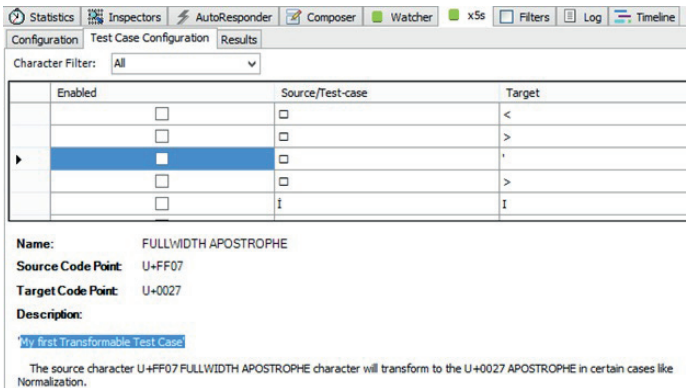 Statistics Inspectors AutoResponder Composer Watcher x5s Filters Log Timeline
Configuration Test Case Configuration Results
Character Filter: All
Enabled Source/Test-case Target
□ <
□ >
□ '
□ >
İ I
Name: FULLWIDTH APOSTROPHE
Source Code Point: U+FF07
Target Code Point: U+0027
Description:
'My first Transformable Test Case'
The source character U+FF07 FULLWIDTH APOSTROPHE character will transform to the U+0027 APOSTROPHE in certain cases like
Normalization.